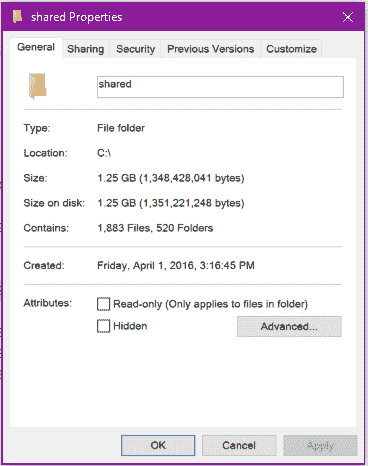 shared Properties
General Sharing Security Previous Versions Customize
shared
Type: File folder
Location: C:\
Size: 1.25 GB (1,348,428,041 bytes)
Size on disk: 1.25 GB (1,351,221,248 bytes)
Contains: 1,883 Files, 520 Folders
Created: Friday, April 1, 2016, 3:16:45 PM
Attributes: Read-only (Only applies to files in folder)
Hidden Advanced...
OK Cancel Apply